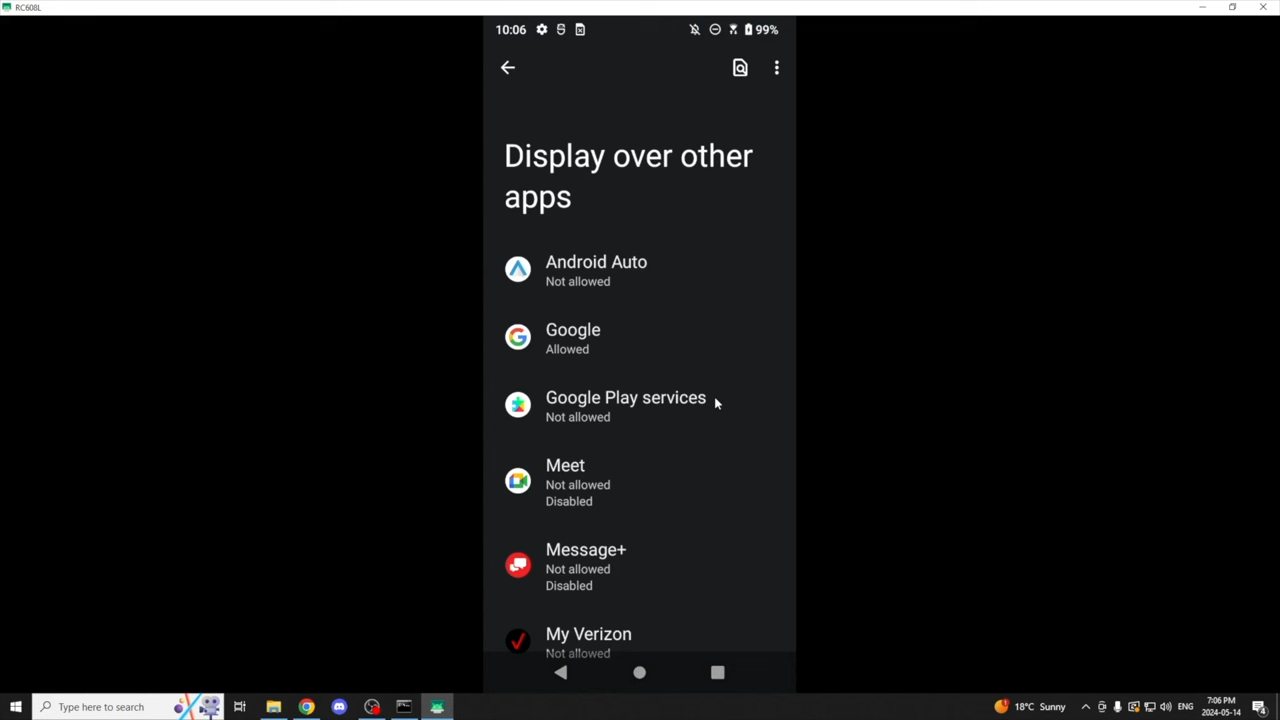 RC608L
10:06
99%
Display over other
apps
Android Auto
Not allowed
Google
Allowed
Google Play services
Not allowed
Meet
Not allowed
Disabled
Message+
Not allowed
Disabled
My Verizon
Not allowed
Type here to search
18°C Sunny
ENG
7:06 PM
2024-05-14